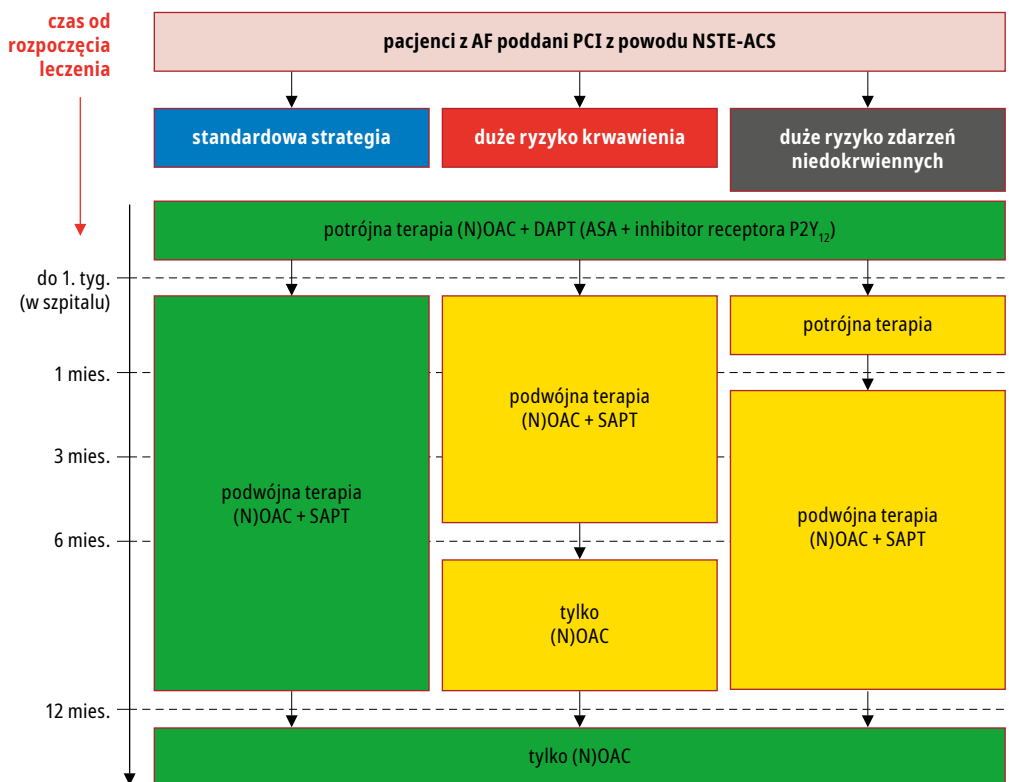 czas od
rozpoczęcia
leczenia
pacjenci z AF poddani PCI z powodu NSTE-ACS
standardowa strategia
duże ryzyko krwawienia
duże ryzyko zdarzeń
niedokrwiennych
potrójna terapia (N)OAC + DAPT (ASA + inhibitor receptora P2Y₁₂)
do 1. tyg.
(w szpitalu)
potrójna terapia
1 mies.
podwójna terapia
(N)OAC + SAPT
3 mies.
podwójna terapia
(N)OAC + SAPT
podwójna terapia
(N)OAC + SAPT
6 mies.
tylko
(N)OAC
12 mies.
tylko (N)OAC